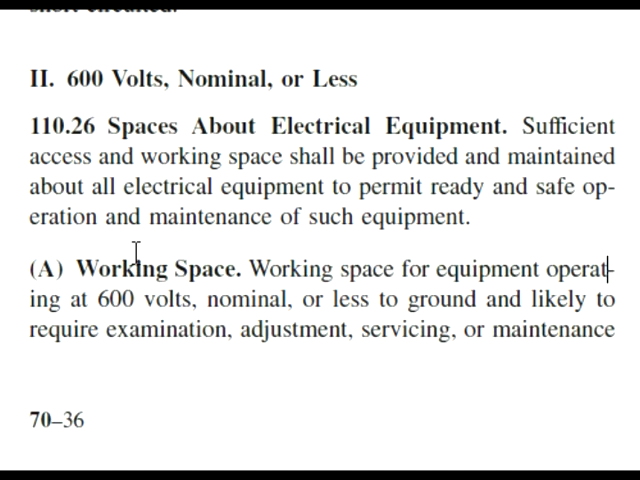 short circuited.
II. 600 Volts, Nominal, or Less
110.26 Spaces About Electrical Equipment. Sufficient
access and working space shall be provided and maintained
about all electrical equipment to permit ready and safe op-
eration and maintenance of such equipment.
(A) Working Space. Working space for equipment operat-
ing at 600 volts, nominal, or less to ground and likely to
require examination, adjustment, servicing, or maintenance
70–36